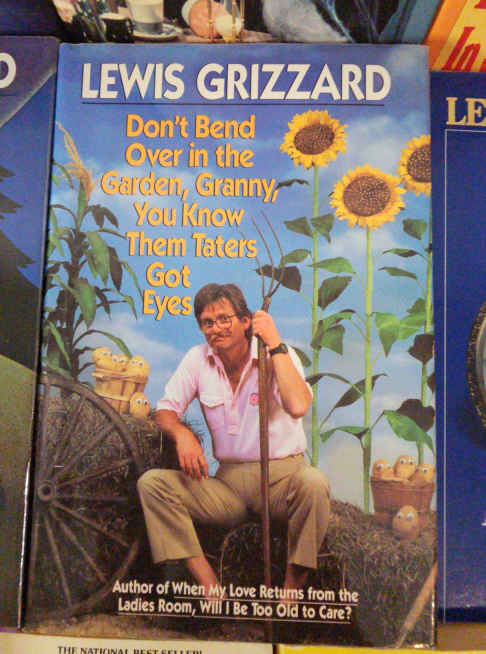 LEWIS GRIZZARD
Don't Bend
Over in the
Garden, Granny,
You Know
Them Taters
Got
Eyes
Author of When My Love Returns from the
Ladies Room, Will I Be Too Old to Care?
O
In
LE
THE NATIONAL BEST SELLER!